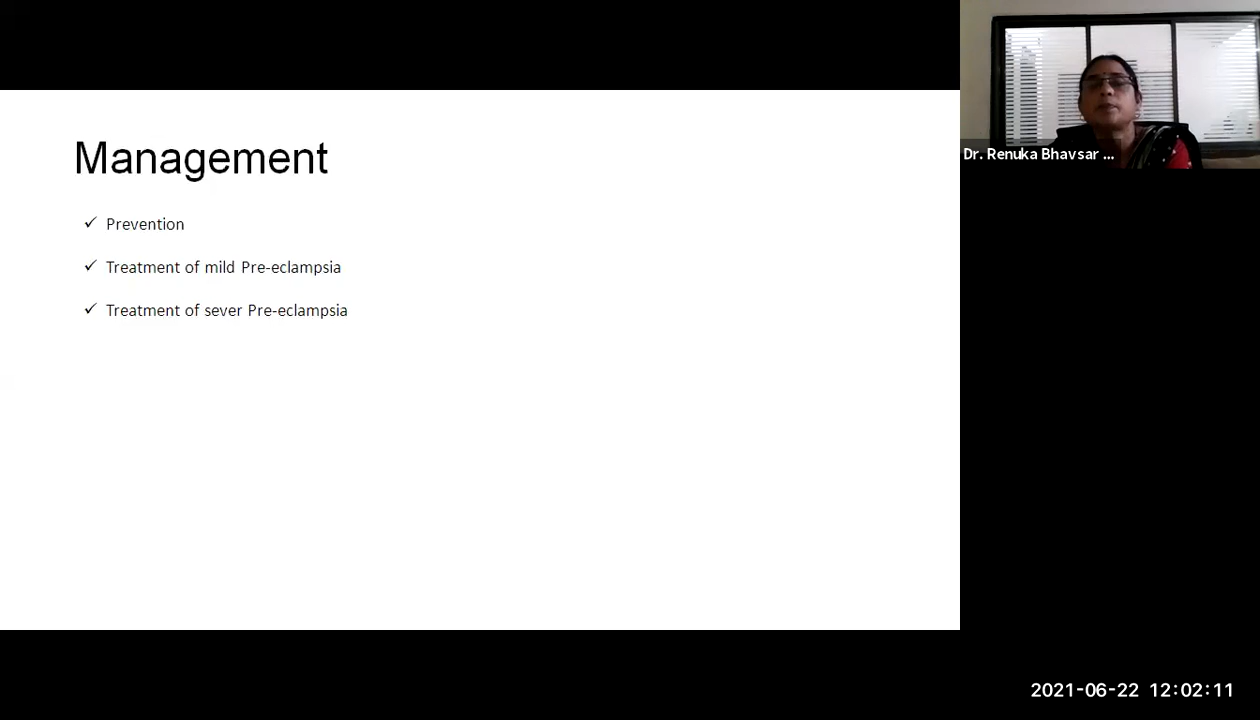 Management
✓ Prevention
✓ Treatment of mild Pre-eclampsia
✓ Treatment of sever Pre-eclampsia
Dr. Renuka Bhavsar ...
2021-06-22 12:02:11